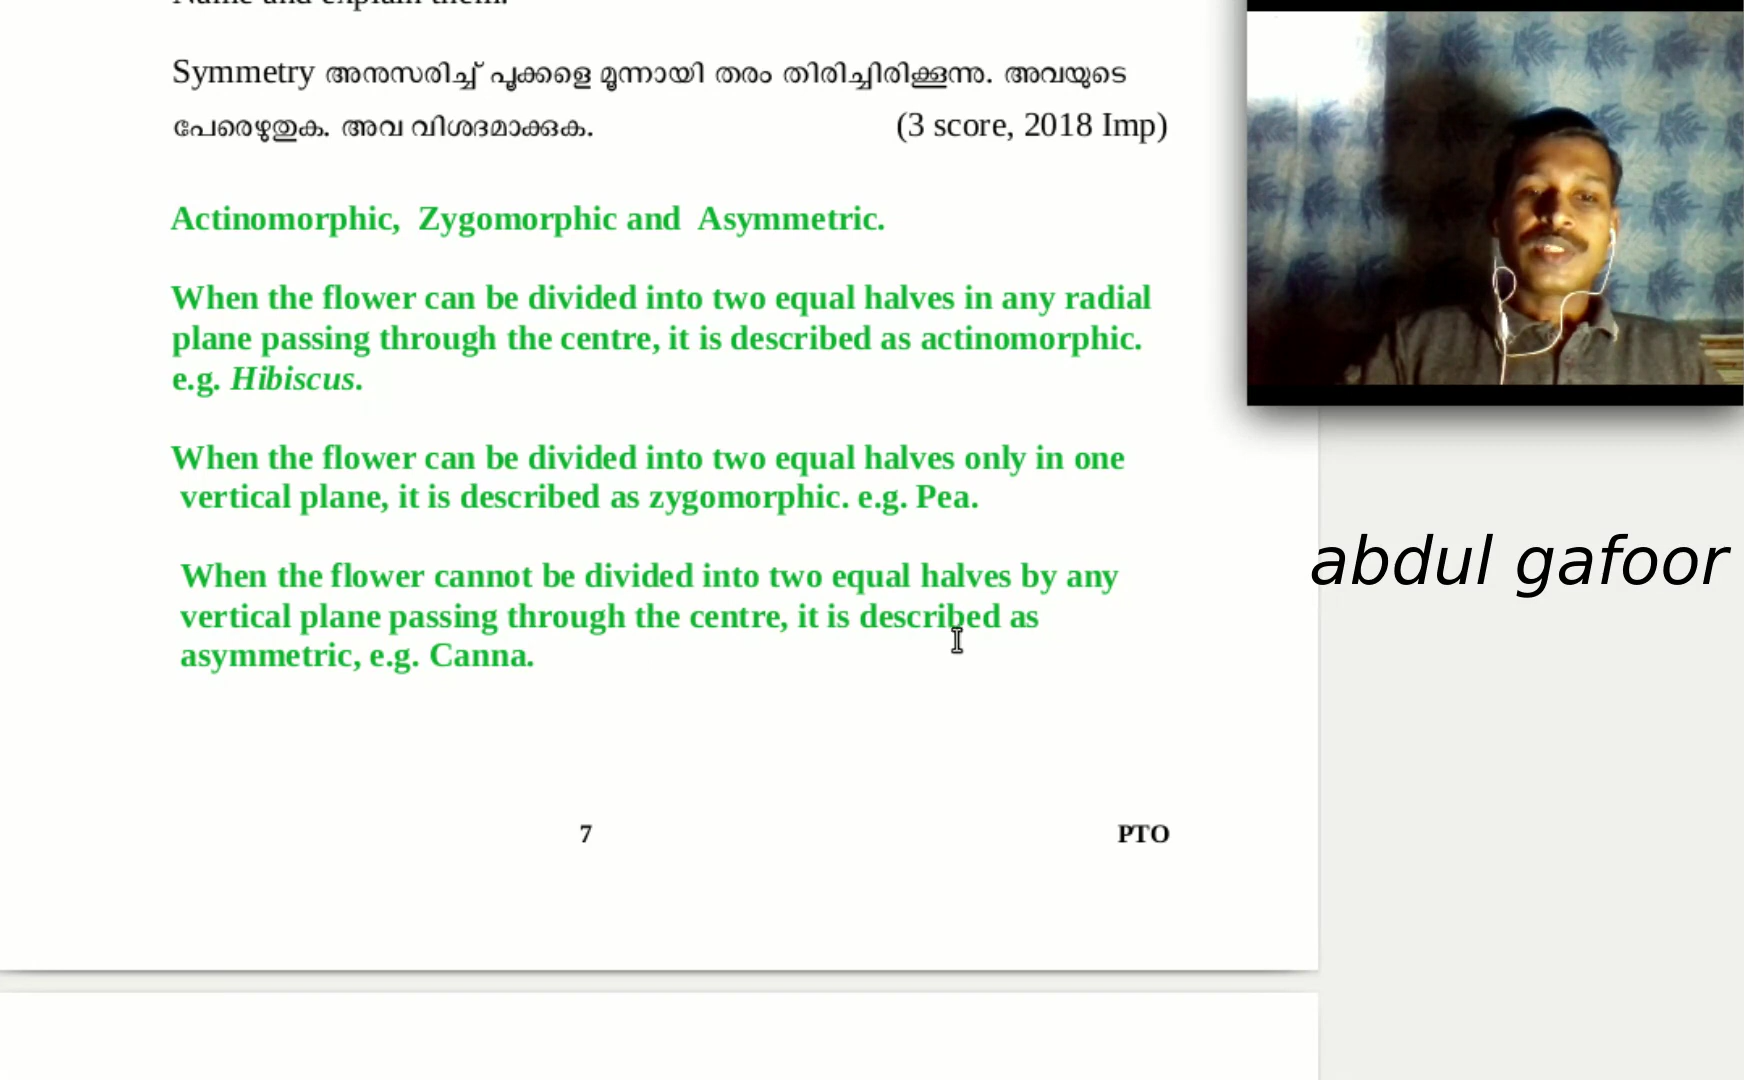 Name and explain them.
Symmetry അനുസരിച്ച് പൂക്കളെ മൂന്നായി തരം തിരിച്ചിരിക്കുന്നു. അവയുടെ
പേരെഴുതുക. അവ വിശദമാക്കുക. (3 score, 2018 Imp)
Actinomorphic, Zygomorphic and Asymmetric.
When the flower can be divided into two equal halves in any radial
plane passing through the centre, it is described as actinomorphic.
e.g. Hibiscus.
When the flower can be divided into two equal halves only in one
vertical plane, it is described as zygomorphic. e.g. Pea.
When the flower cannot be divided into two equal halves by any
vertical plane passing through the centre, it is described as
asymmetric, e.g. Canna.
7 PTO
abdul gafoor